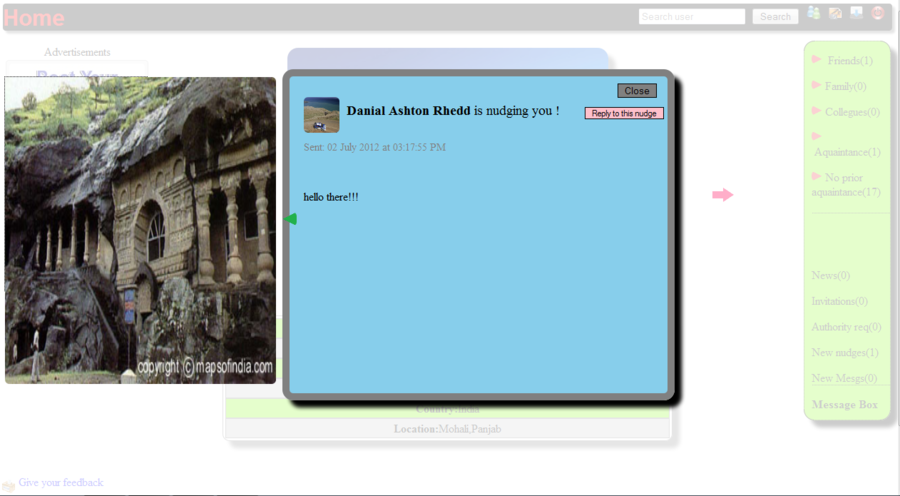 Home
Search user
Search
Advertisements
Post Your
Close
Danial Ashton Rhedd is nudging you !
Reply to this nudge
Sent: 02 July 2012 at 03:17:55 PM
hello there!!!
copyright © mapsofindia.com
Country:India
Location:Mohali,Panjab
Give your feedback
Friends(1)
Family(0)
Collegues(0)
Aquaintance(1)
No prior
aquaintance(17)
News(0)
Invitations(0)
Authority req(0)
New nudges(1)
New Mesgs(0)
Message Box